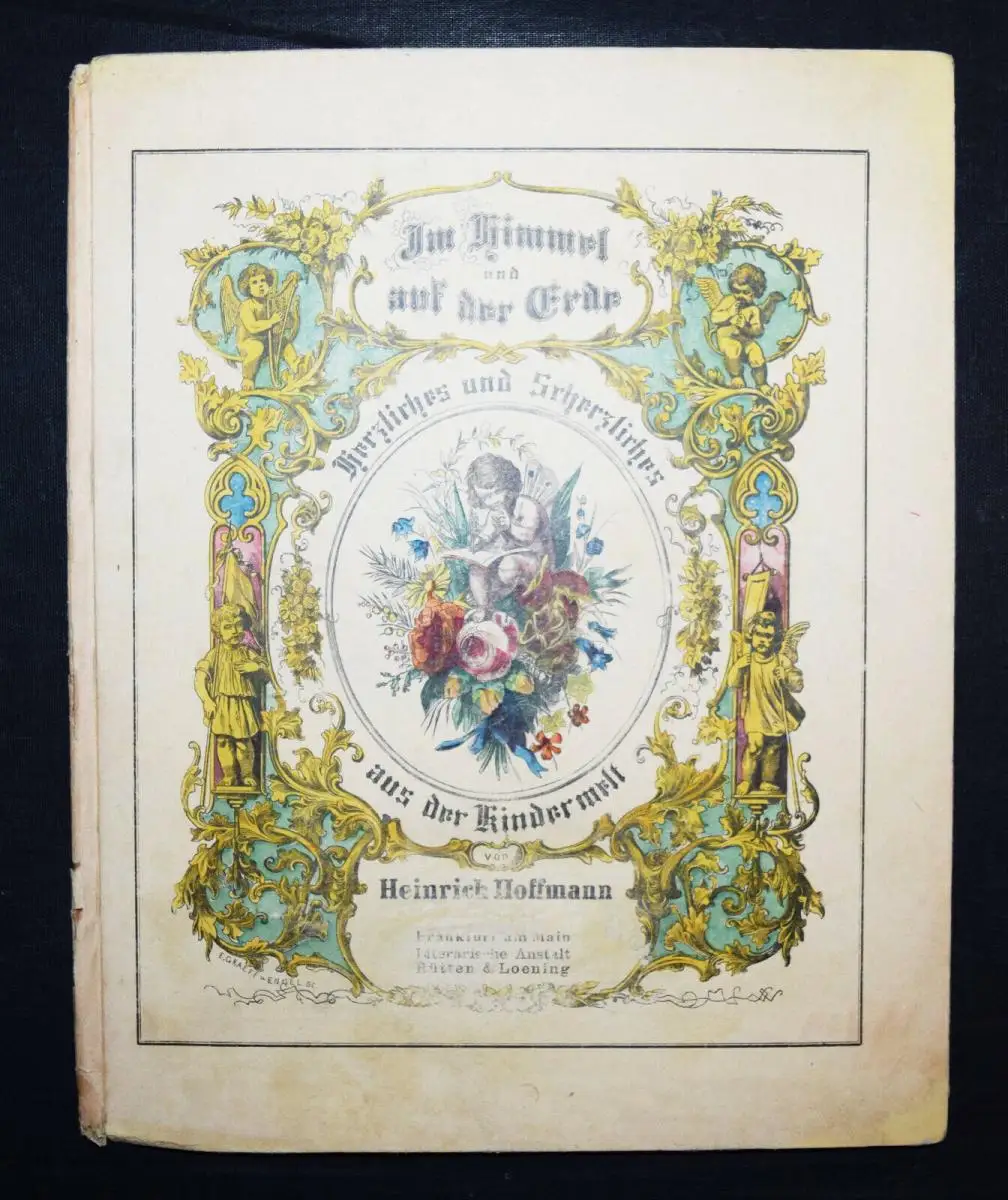 Im Himmel
und
auf der Erde
Herzliches und Scherzliches
aus der Kinderwelt
von
Heinrich Hoffmann
Frankfurt am Main
Literarische Anstalt
Rütten & Loening